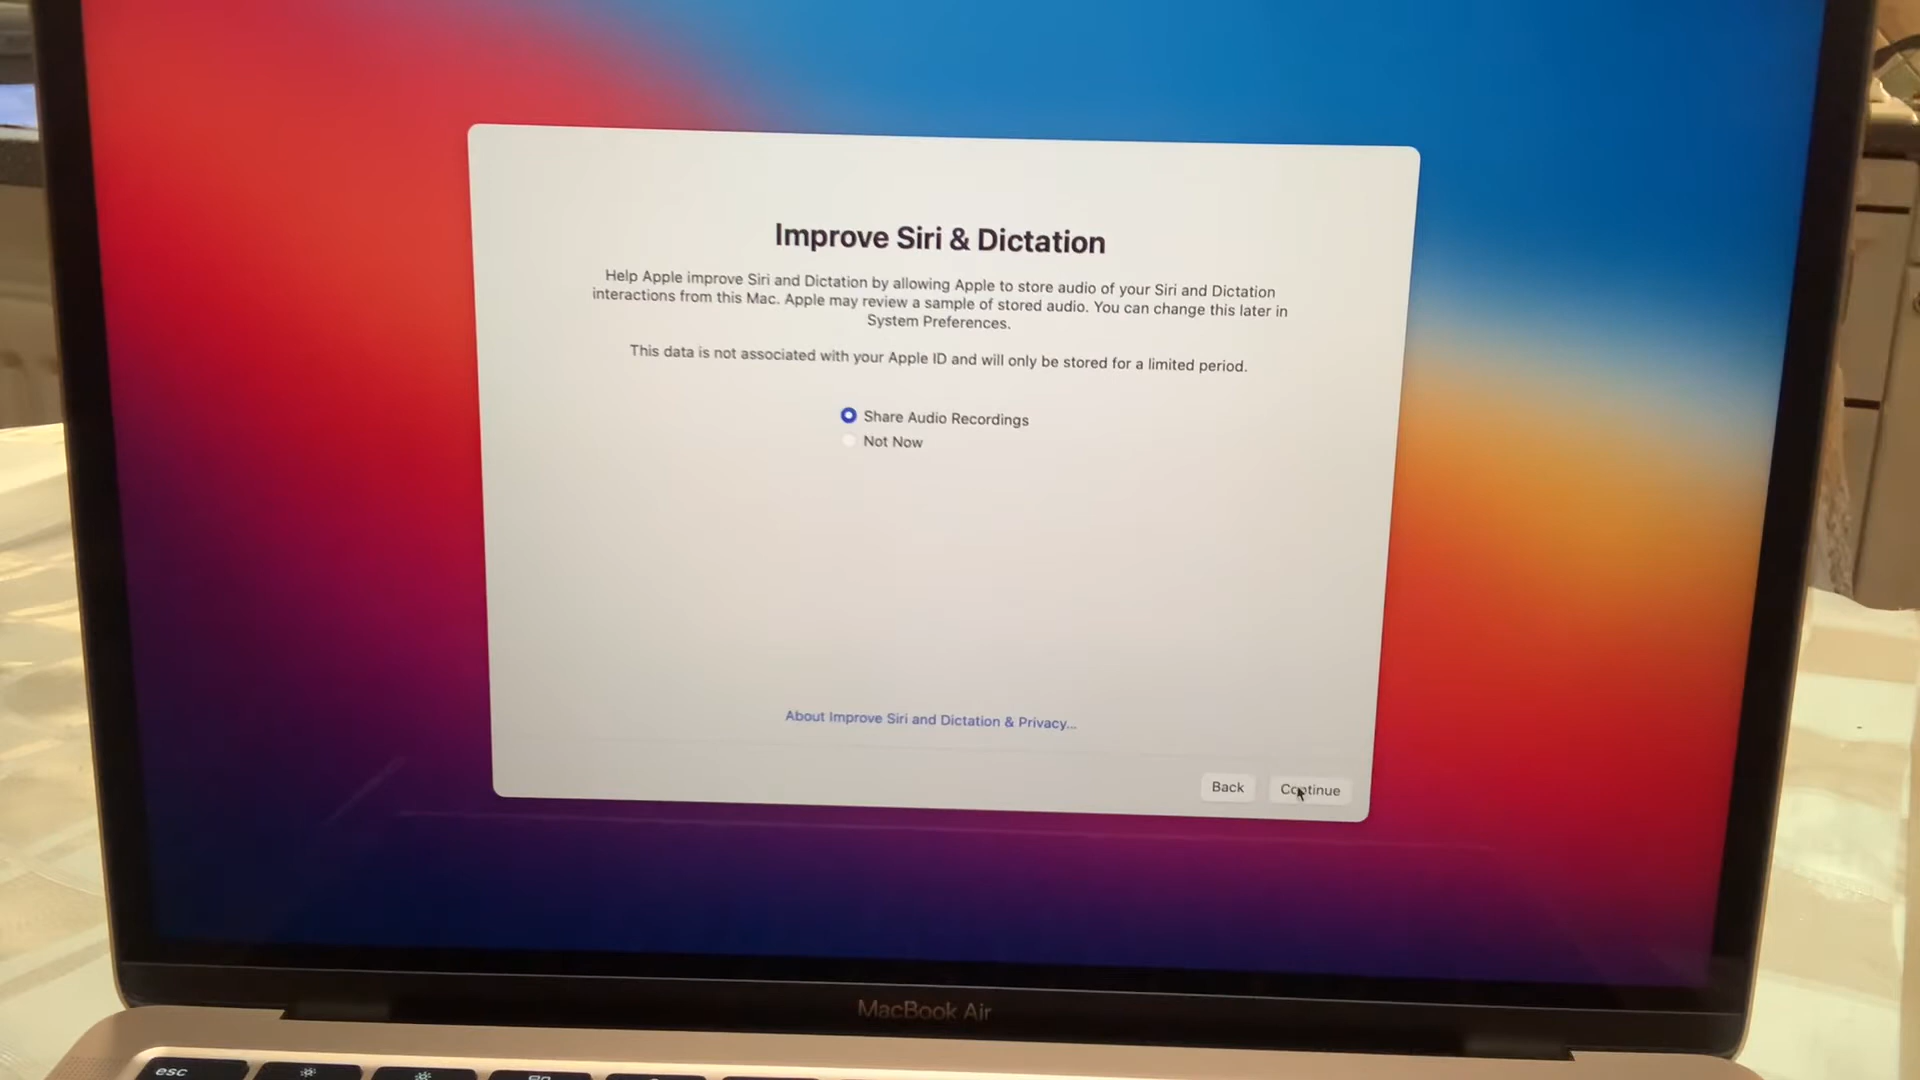 Improve Siri & Dictation
Help Apple improve Siri and Dictation by allowing Apple to store audio of your Siri and Dictation
interactions from this Mac. Apple may review a sample of stored audio. You can change this later in
System Preferences.
This data is not associated with your Apple ID and will only be stored for a limited period.
Share Audio Recordings
Not Now
About Improve Siri and Dictation & Privacy...
Back
Continue
MacBook Air
esc